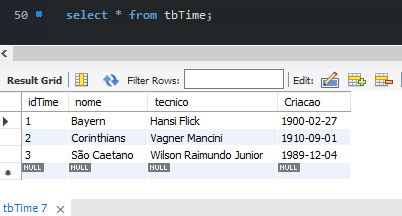 50 select * from tbTime;
Result Grid Filter Rows: Edit:
idTime nome tecnico Criacao
1 Bayern Hansi Flick 1900-02-27
2 Corinthians Vagner Mancini 1910-09-01
3 São Caetano Wilson Raimundo Junior 1989-12-04
NULL NULL NULL NULL
tbTime 7